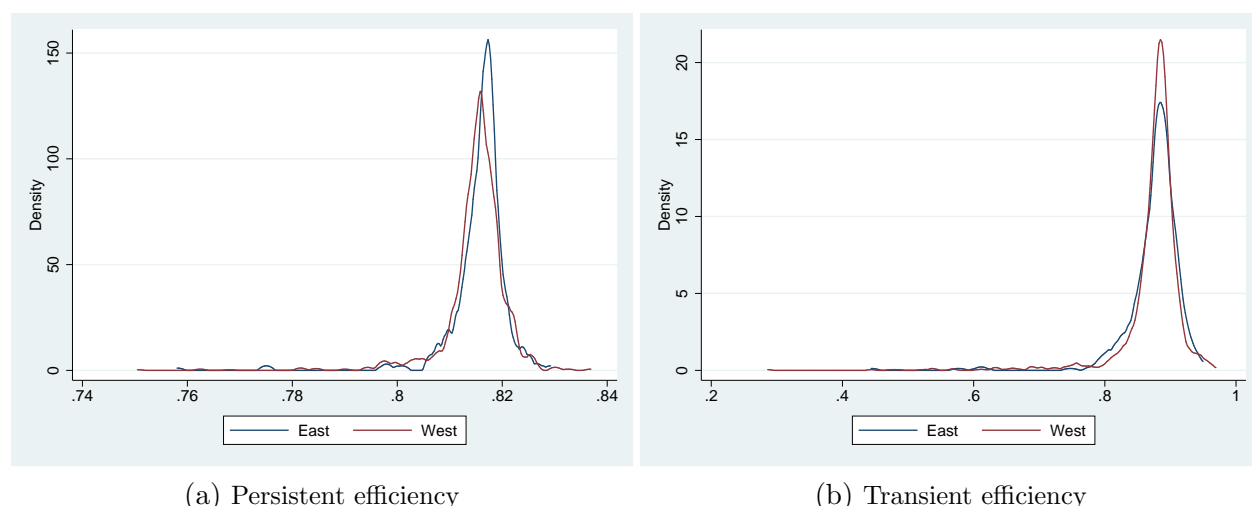 Density
150
100
50
0
.74
.76
.78
.8
.82
.84
East
West
(a) Persistent efficiency
Density
20
15
10
5
0
.2
.4
.6
.8
1
East
West
(b) Transient efficiency